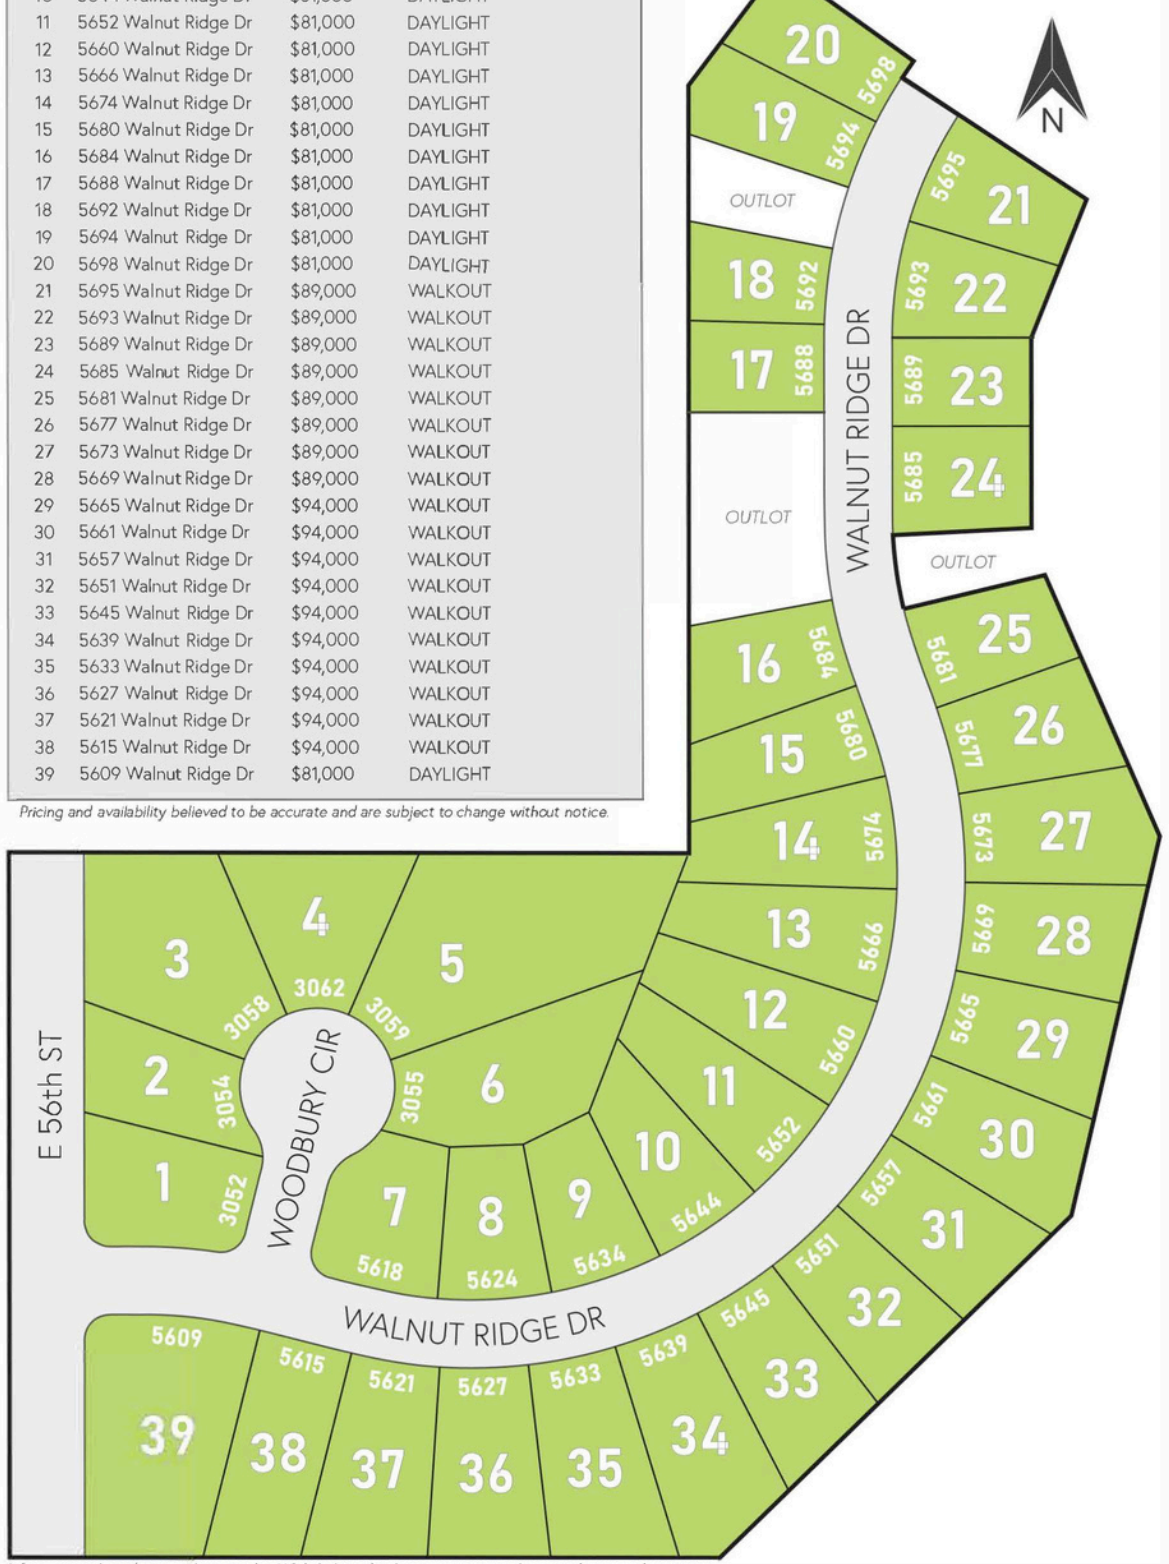 11 5652 Walnut Ridge Dr $81,000 DAYLIGHT
12 5660 Walnut Ridge Dr $81,000 DAYLIGHT
13 5666 Walnut Ridge Dr $81,000 DAYLIGHT
14 5674 Walnut Ridge Dr $81,000 DAYLIGHT
15 5680 Walnut Ridge Dr $81,000 DAYLIGHT
16 5684 Walnut Ridge Dr $81,000 DAYLIGHT
17 5688 Walnut Ridge Dr $81,000 DAYLIGHT
18 5692 Walnut Ridge Dr $81,000 DAYLIGHT
19 5694 Walnut Ridge Dr $81,000 DAYLIGHT
20 5698 Walnut Ridge Dr $81,000 DAYLIGHT
21 5695 Walnut Ridge Dr $89,000 WALKOUT
22 5693 Walnut Ridge Dr $89,000 WALKOUT
23 5689 Walnut Ridge Dr $89,000 WALKOUT
24 5685 Walnut Ridge Dr $89,000 WALKOUT
25 5681 Walnut Ridge Dr $89,000 WALKOUT
26 5677 Walnut Ridge Dr $89,000 WALKOUT
27 5673 Walnut Ridge Dr $89,000 WALKOUT
28 5669 Walnut Ridge Dr $89,000 WALKOUT
29 5665 Walnut Ridge Dr $94,000 WALKOUT
30 5661 Walnut Ridge Dr $94,000 WALKOUT
31 5657 Walnut Ridge Dr $94,000 WALKOUT
32 5651 Walnut Ridge Dr $94,000 WALKOUT
33 5645 Walnut Ridge Dr $94,000 WALKOUT
34 5639 Walnut Ridge Dr $94,000 WALKOUT
35 5633 Walnut Ridge Dr $94,000 WALKOUT
36 5627 Walnut Ridge Dr $94,000 WALKOUT
37 5621 Walnut Ridge Dr $94,000 WALKOUT
38 5615 Walnut Ridge Dr $94,000 WALKOUT
39 5609 Walnut Ridge Dr $81,000 DAYLIGHT
Pricing and availability believed to be accurate and are subject to change without notice.
N
20 5698
19 5694
OUTLOT
18 5692
17 5688
OUTLOT
16 5684
15 5680
14 5674
13 5666
12 5660
11 5652
10 5644
9 5634
8 5624
7 5618
WALNUT RIDGE DR
5695 21
5693 22
5689 23
5685 24
OUTLOT
5681 25
5677 26
5673 27
5669 28
5665 29
5661 30
5657 31
5651 32
5645 33
5639 34
5633 35
5627 36
5621 37
5615 38
5609 39
WALNUT RIDGE DR
E 56th ST
WOODBURY CIR
1 3052
2 3054
3 3058
4 3062
5 3059
6 3055